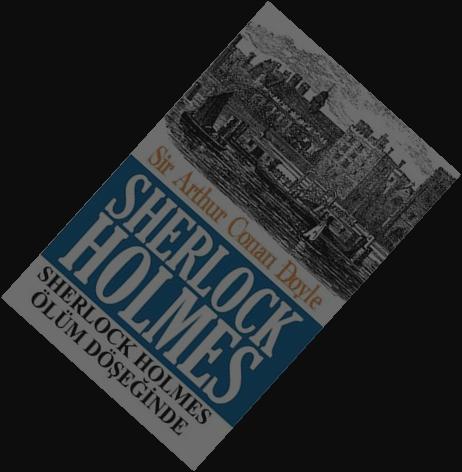 Sir Arthur Conan Doyle
SHERLOCK
HOLMES
SHERLOCK HOLMES
ÖLÜM DÖŞEĞİNDE